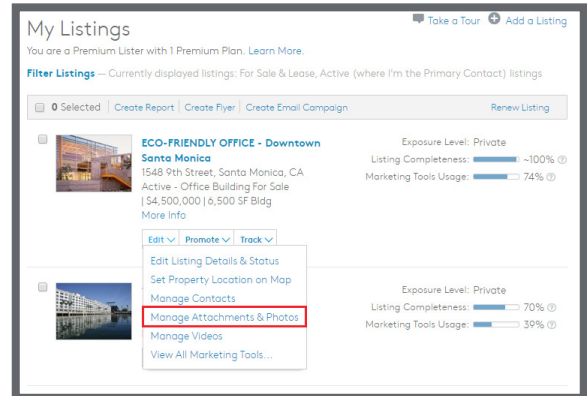 My Listings
Take a Tour
Add a Listing
You are a Premium Lister with 1 Premium Plan. Learn More.
Filter Listings — Currently displayed listings: For Sale & Lease, Active (where I'm the Primary Contact) listings
0 Selected
Create Report
Create Flyer
Create Email Campaign
Renew Listing
ECO-FRIENDLY OFFICE - Downtown
Santa Monica
1548 9th Street, Santa Monica, CA
Active - Office Building For Sale
| $4,500,000 | 6,500 SF Bldg
More Info
Exposure Level: Private
Listing Completeness: ~100% ?
Marketing Tools Usage: 74% ?
Edit
Promote
Track
Edit Listing Details & Status
Set Property Location on Map
Manage Contacts
Manage Attachments & Photos
Manage Videos
View All Marketing Tools...
Exposure Level: Private
Listing Completeness: 70% ?
Marketing Tools Usage: 39% ?